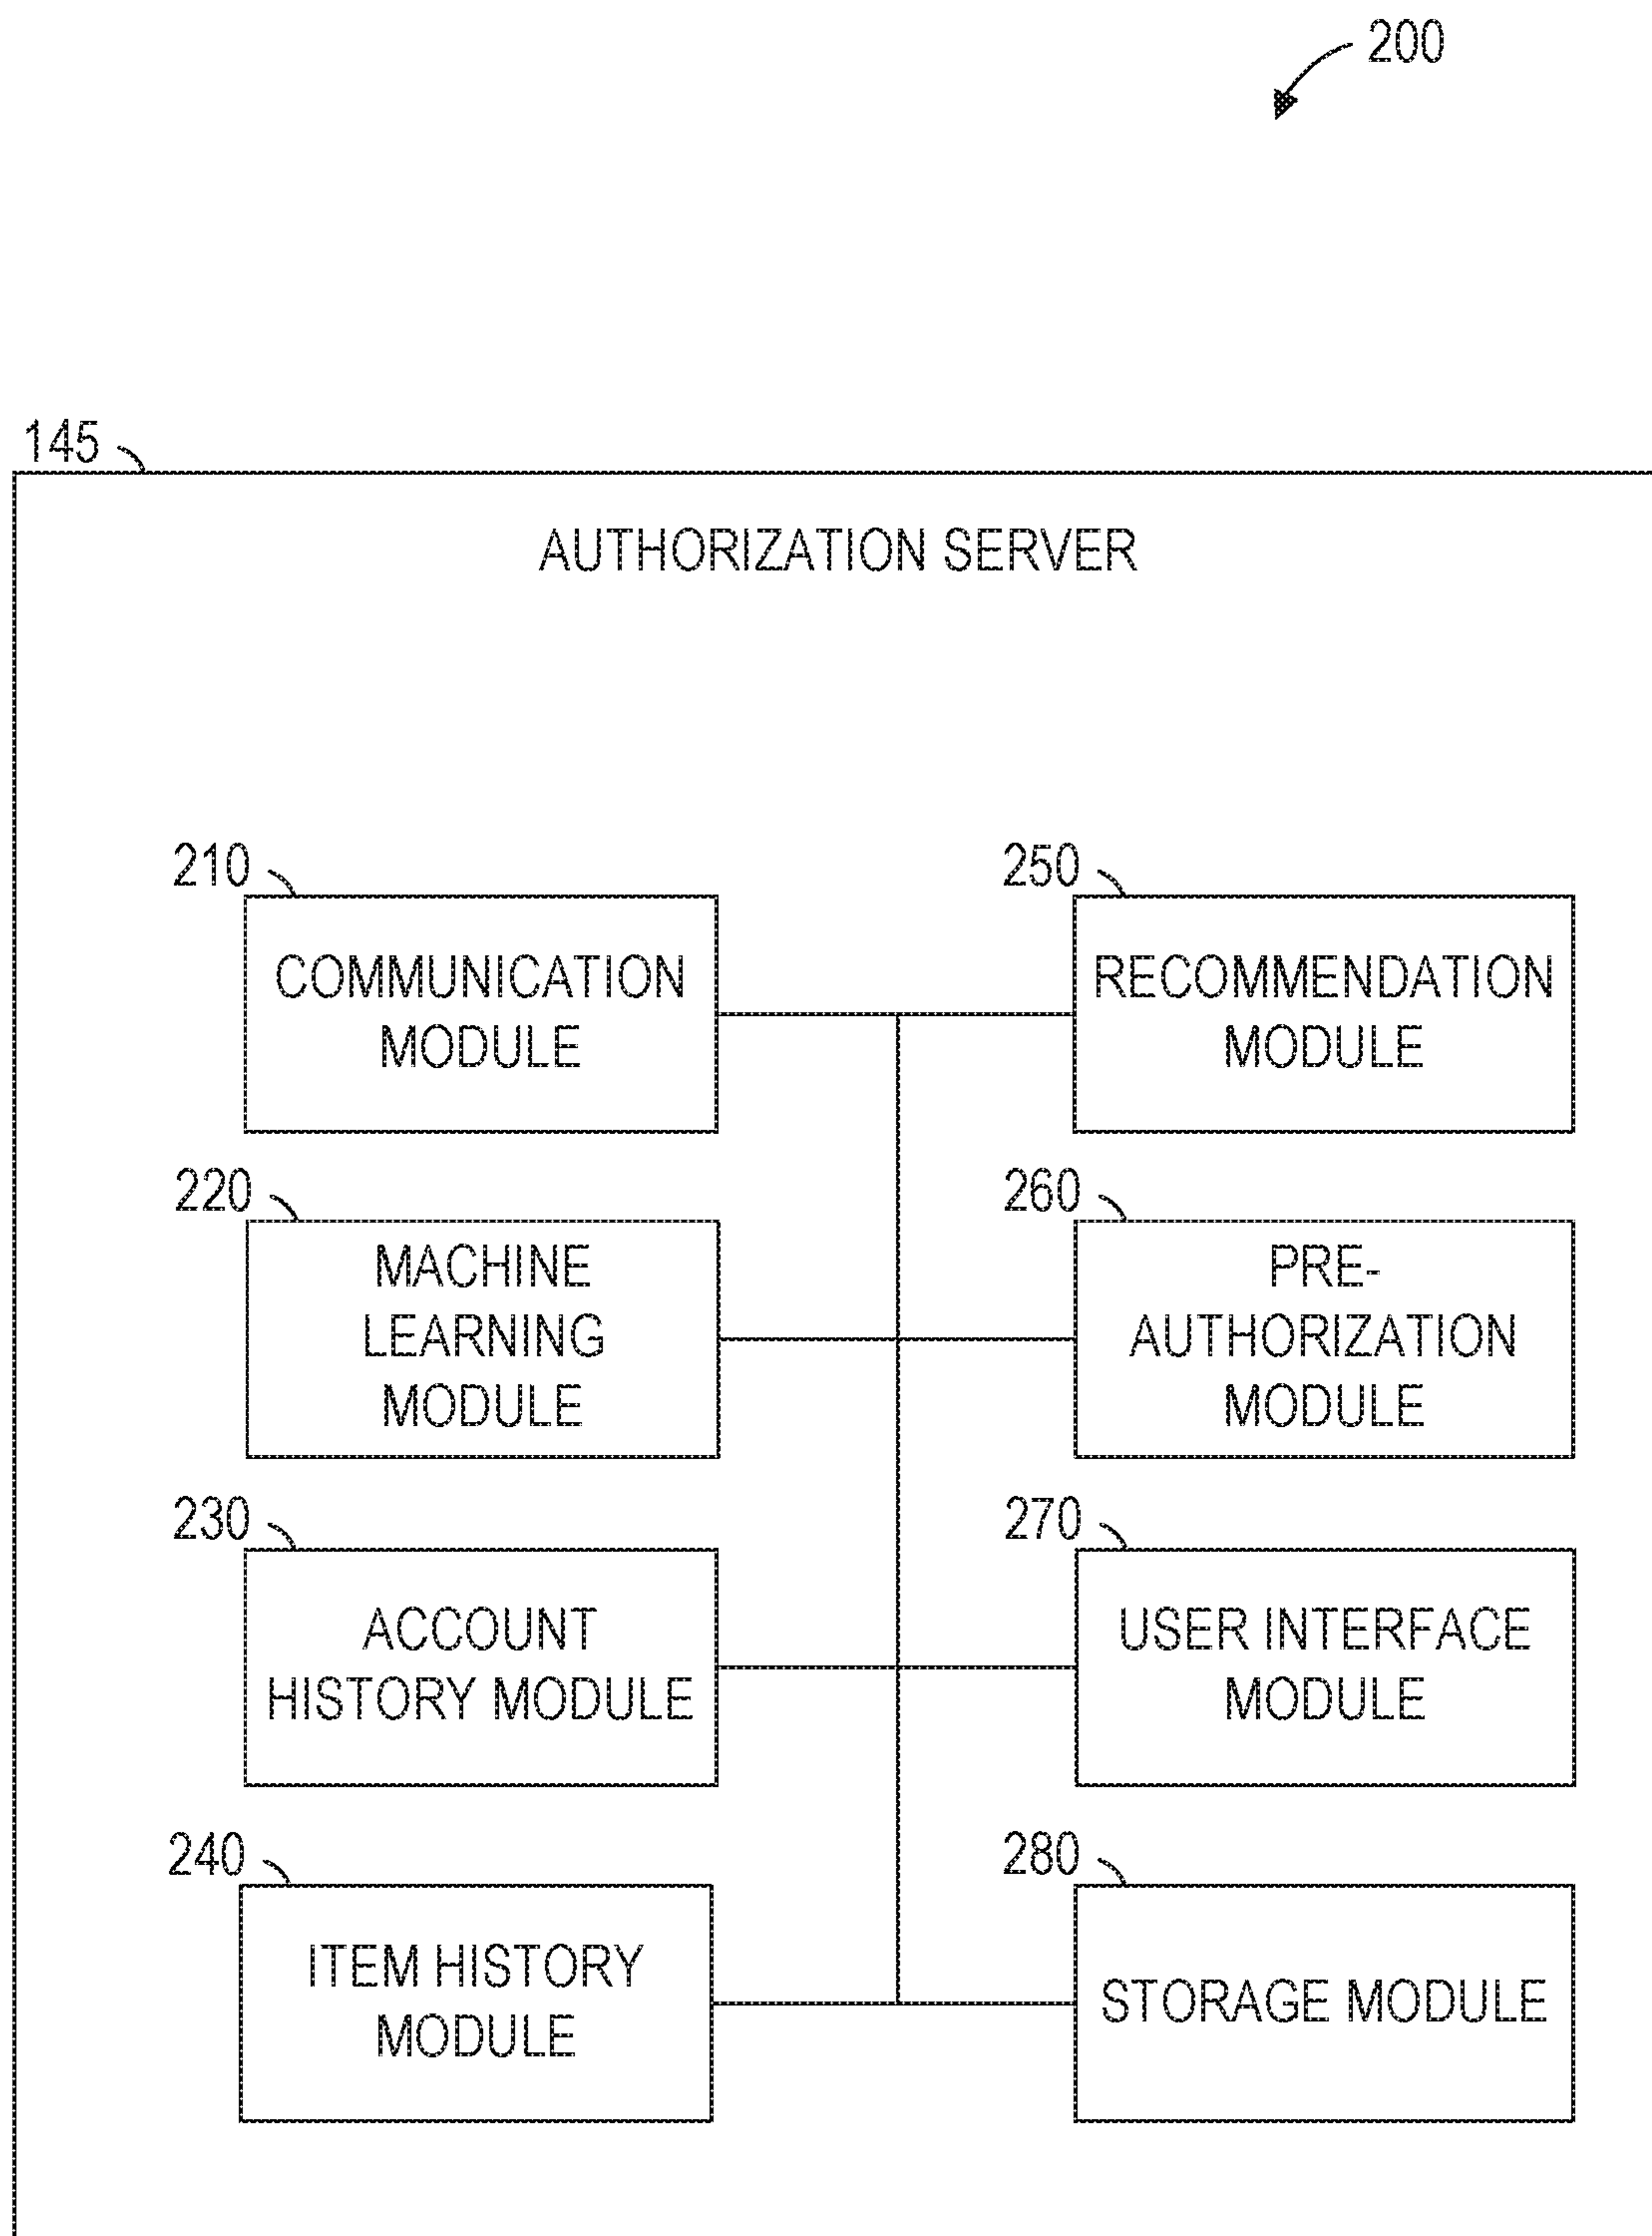 200
145
AUTHORIZATION SERVER
210
COMMUNICATION
MODULE
250
RECOMMENDATION
MODULE
220
MACHINE
LEARNING
MODULE
260
PRE-
AUTHORIZATION
MODULE
230
ACCOUNT
HISTORY MODULE
270
USER INTERFACE
MODULE
240
ITEM HISTORY
MODULE
280
STORAGE MODULE